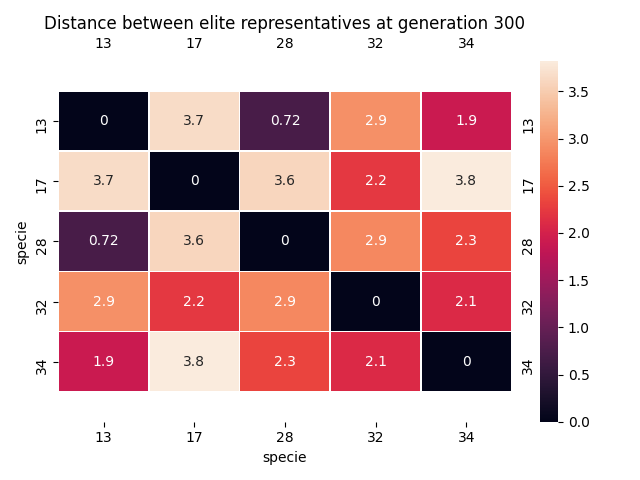 Distance between elite representatives at generation 300
13 17 28 32 34
13 0 3.7 0.72 2.9 1.9 13
17 3.7 0 3.6 2.2 3.8 17
28 0.72 3.6 0 2.9 2.3 28
32 2.9 2.2 2.9 0 2.1 32
34 1.9 3.8 2.3 2.1 0 34
13 17 28 32 34
specie
specie
3.5
3.0
2.5
2.0
1.5
1.0
0.5
0.0